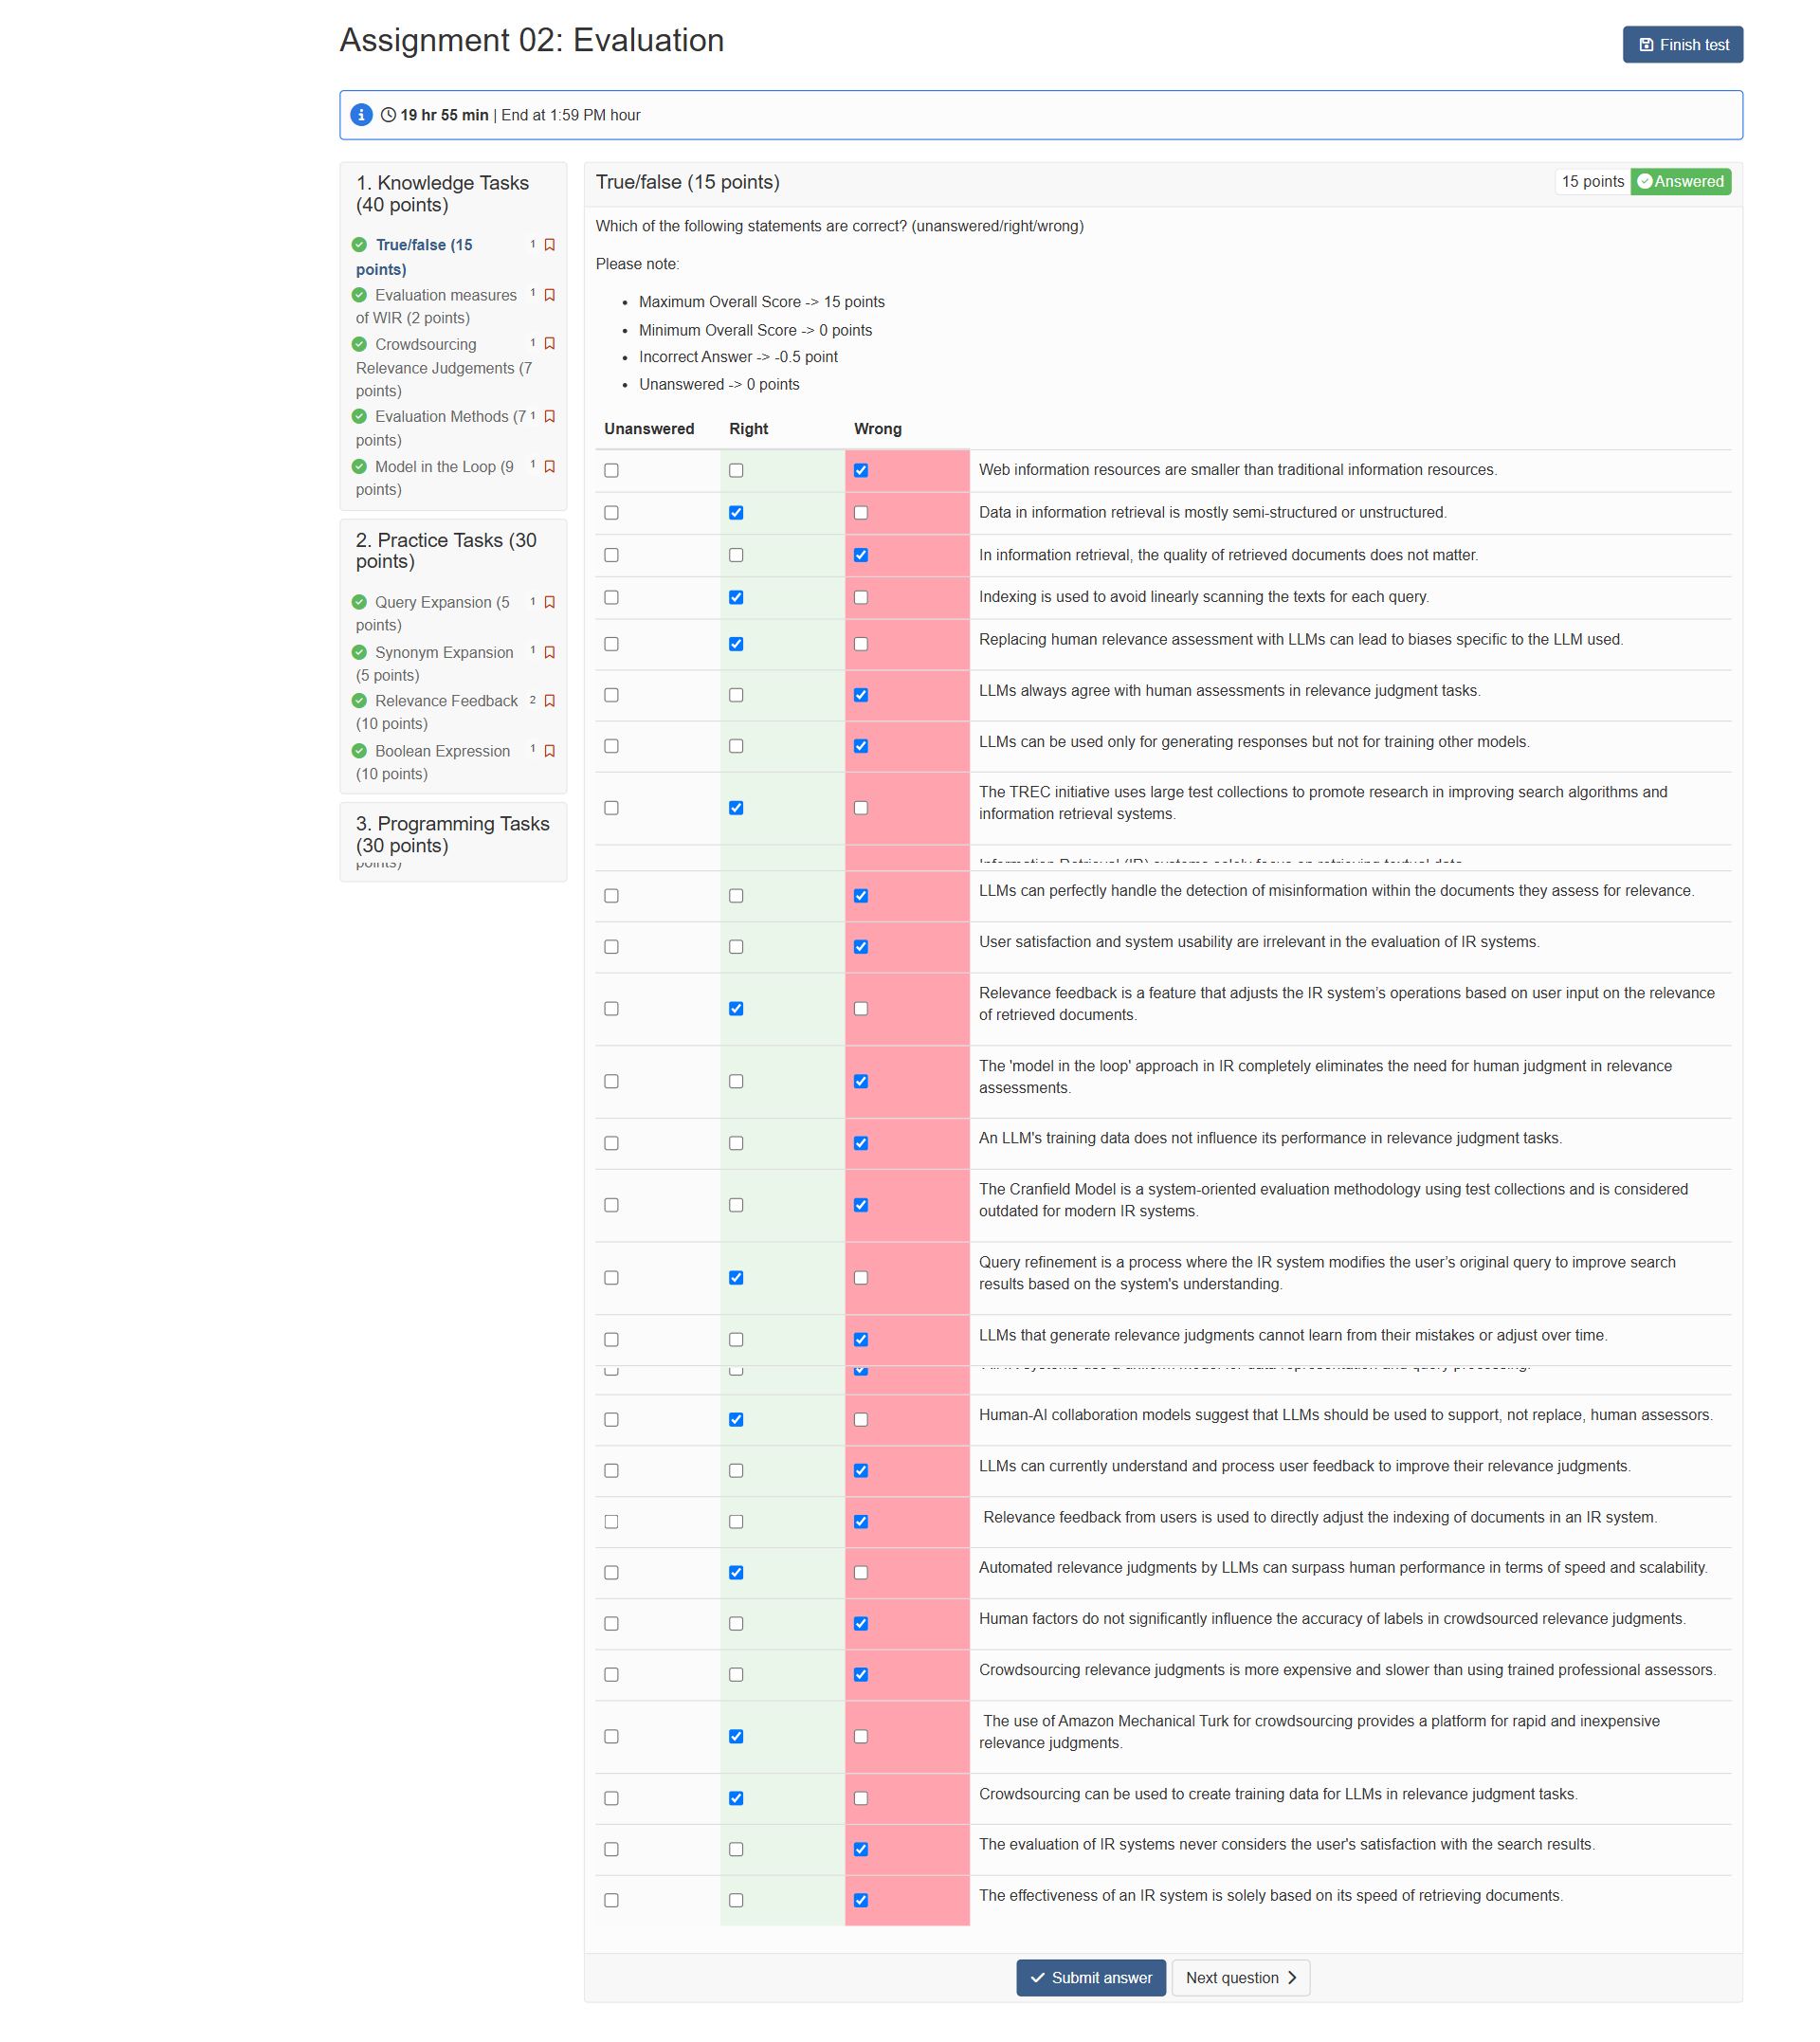 Assignment 02: Evaluation
Finish test
19 hr 55 min | End at 1:59 PM hour
1. Knowledge Tasks
(40 points)
True/false (15
points)
1
Evaluation measures
of WIR (2 points)
1
Crowdsourcing
Relevance Judgements (7
points)
1
Evaluation Methods (7
points)
1
Model in the Loop (9
points)
1
2. Practice Tasks (30
points)
Query Expansion (5
points)
1
Synonym Expansion
(5 points)
1
Relevance Feedback
(10 points)
2
Boolean Expression
(10 points)
1
3. Programming Tasks
(30 points)
points)
True/false (15 points)
15 points
Answered
Which of the following statements are correct? (unanswered/right/wrong)
Please note:
• Maximum Overall Score -> 15 points
• Minimum Overall Score -> 0 points
• Incorrect Answer -> -0.5 point
• Unanswered -> 0 points
Unanswered Right Wrong
Web information resources are smaller than traditional information resources.
Data in information retrieval is mostly semi-structured or unstructured.
In information retrieval, the quality of retrieved documents does not matter.
Indexing is used to avoid linearly scanning the texts for each query.
Replacing human relevance assessment with LLMs can lead to biases specific to the LLM used.
LLMs always agree with human assessments in relevance judgment tasks.
LLMs can be used only for generating responses but not for training other models.
The TREC initiative uses large test collections to promote research in improving search algorithms and
information retrieval systems.
Information Retrieval (IR) systems solely focus on retrieving textual data.
LLMs can perfectly handle the detection of misinformation within the documents they assess for relevance.
User satisfaction and system usability are irrelevant in the evaluation of IR systems.
Relevance feedback is a feature that adjusts the IR system’s operations based on user input on the relevance
of retrieved documents.
The 'model in the loop' approach in IR completely eliminates the need for human judgment in relevance
assessments.
An LLM's training data does not influence its performance in relevance judgment tasks.
The Cranfield Model is a system-oriented evaluation methodology using test collections and is considered
outdated for modern IR systems.
Query refinement is a process where the IR system modifies the user’s original query to improve search
results based on the system's understanding.
LLMs that generate relevance judgments cannot learn from their mistakes or adjust over time.
systems use a uniform model for data representation and query processing.
Human-AI collaboration models suggest that LLMs should be used to support, not replace, human assessors.
LLMs can currently understand and process user feedback to improve their relevance judgments.
Relevance feedback from users is used to directly adjust the indexing of documents in an IR system.
Automated relevance judgments by LLMs can surpass human performance in terms of speed and scalability.
Human factors do not significantly influence the accuracy of labels in crowdsourced relevance judgments.
Crowdsourcing relevance judgments is more expensive and slower than using trained professional assessors.
The use of Amazon Mechanical Turk for crowdsourcing provides a platform for rapid and inexpensive
relevance judgments.
Crowdsourcing can be used to create training data for LLMs in relevance judgment tasks.
The evaluation of IR systems never considers the user's satisfaction with the search results.
The effectiveness of an IR system is solely based on its speed of retrieving documents.
Submit answer
Next question